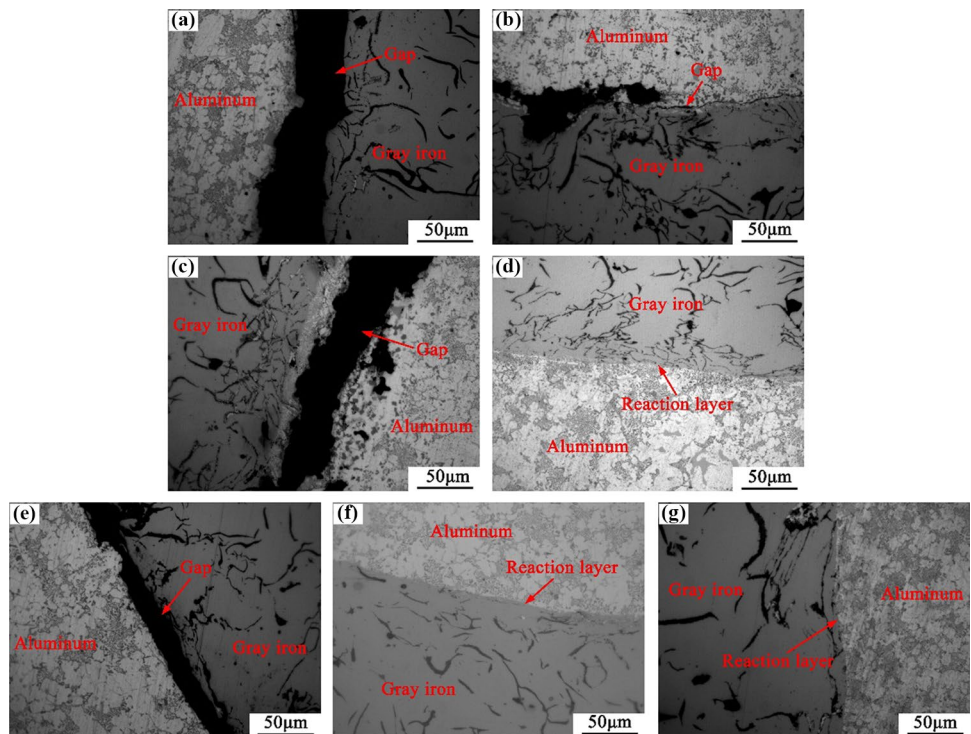 (a)
Gap
Aluminum
Gray iron
50μm
(b)
Aluminum
Gap
Gray iron
50μm
(c)
Gray iron
Gap
Aluminum
50μm
(d)
Gray iron
Reaction layer
Aluminum
50μm
(e)
Gap
Aluminum
Gray iron
50μm
(f)
Aluminum
Reaction layer
Gray iron
50μm
(g)
Gray iron
Aluminum
Reaction layer
50μm